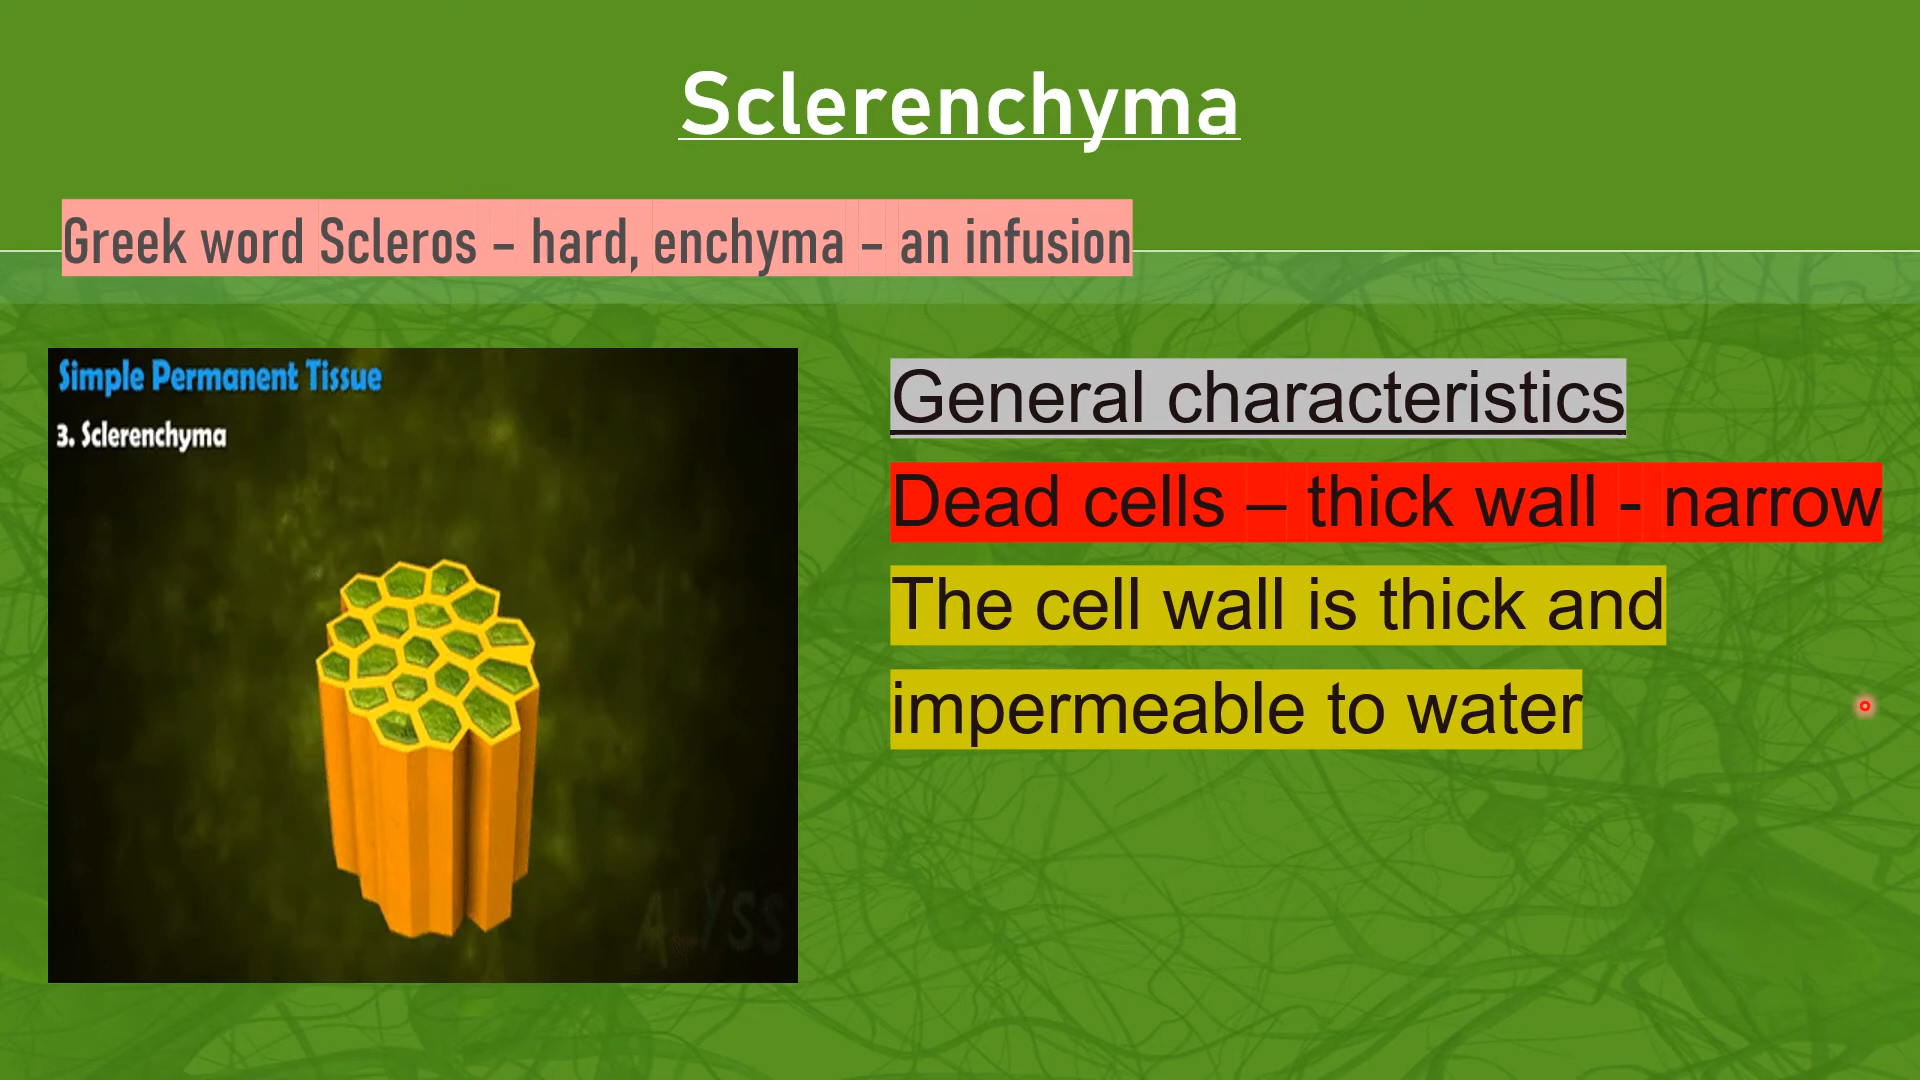 Sclerenchyma
Greek word Scleros – hard, enchyma – an infusion
Simple Permanent Tissue
3. Sclerenchyma
ALYSS
General characteristics
Dead cells – thick wall - narrow
The cell wall is thick and
impermeable to water